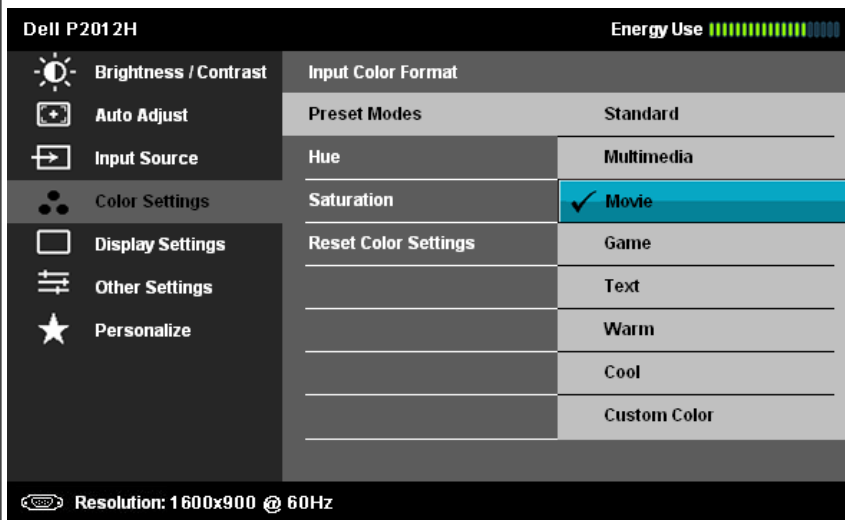 Dell P2012H
Energy Use
Brightness / Contrast
Auto Adjust
Input Source
Color Settings
Display Settings
Other Settings
Personalize
Input Color Format
Preset Modes
Hue
Saturation
Reset Color Settings
Standard
Multimedia
Movie
Game
Text
Warm
Cool
Custom Color
Resolution: 1600x900 @ 60Hz